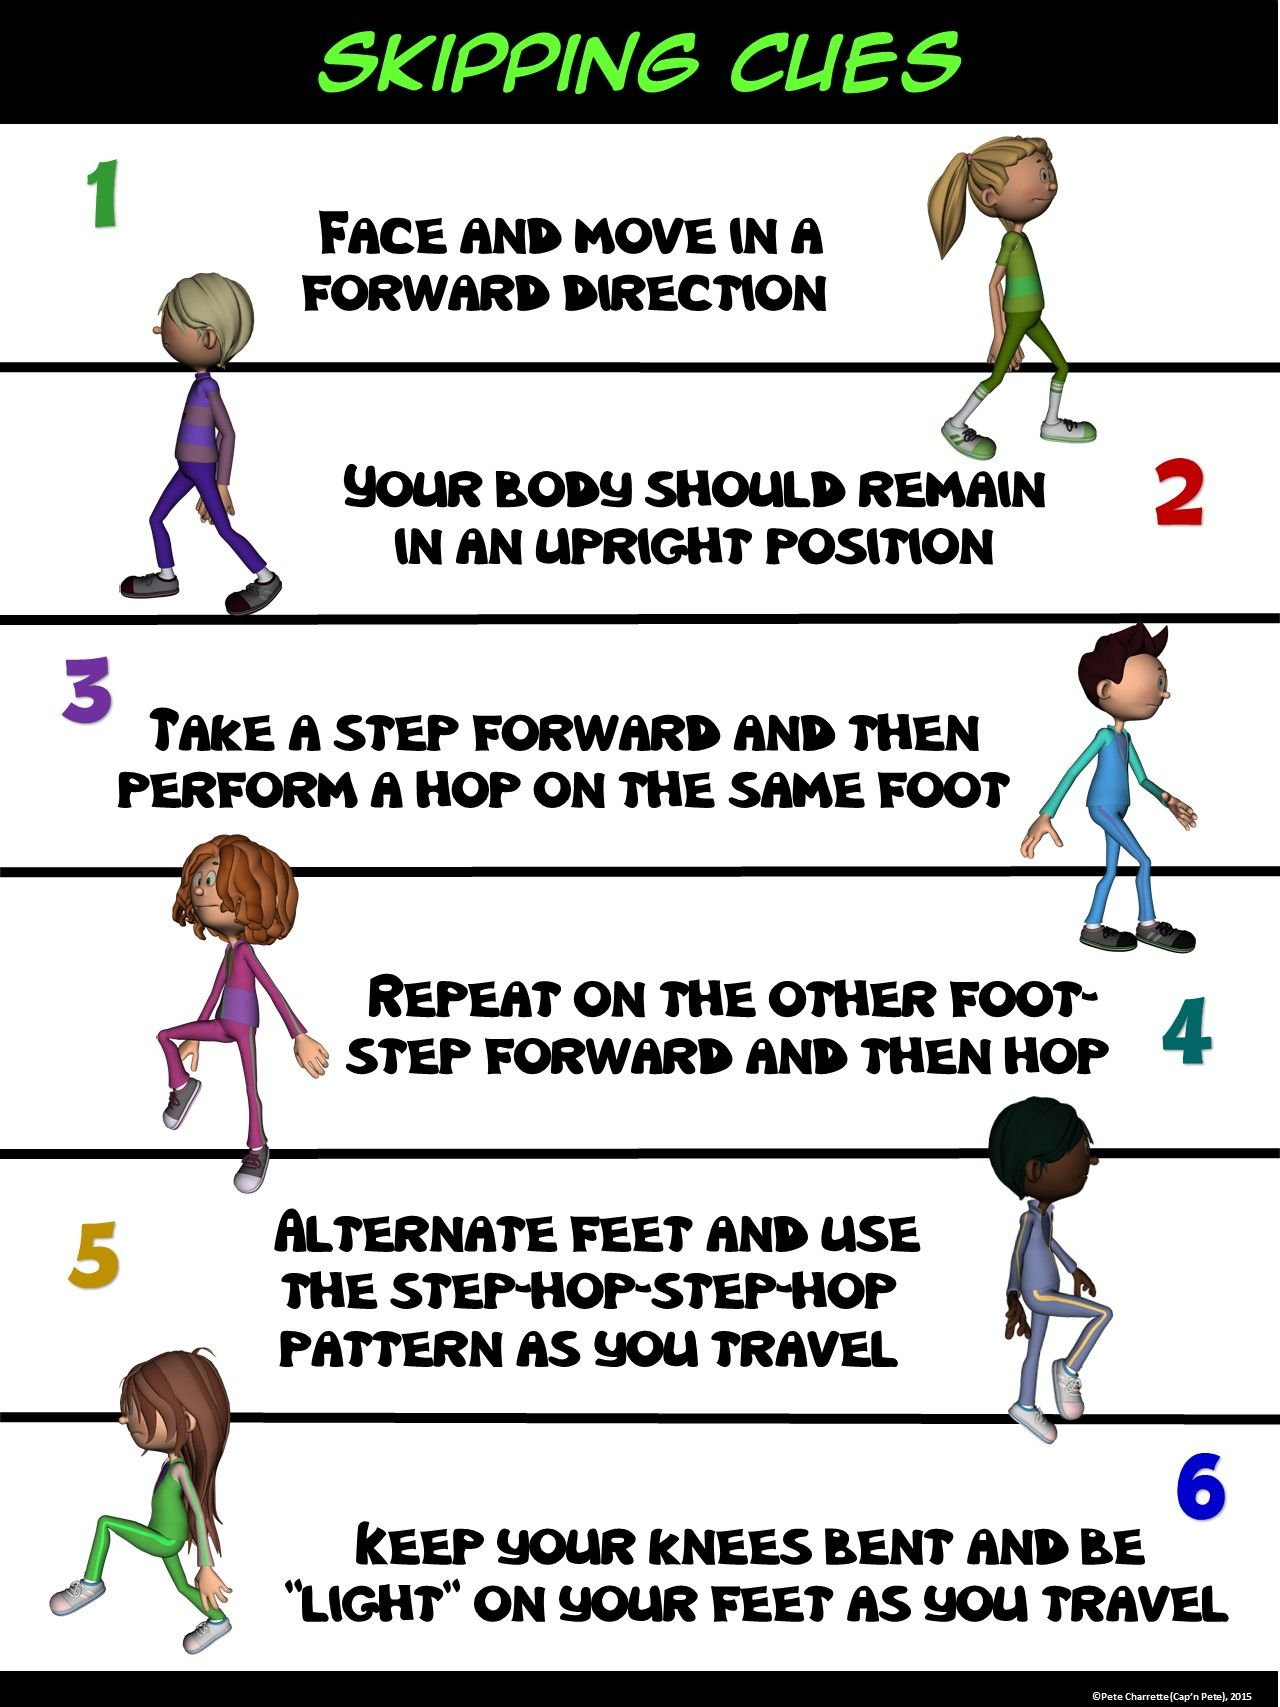 SKIPPING CUES
1
FACE AND MOVE IN A
FORWARD DIRECTION
YOUR BODY SHOULD REMAIN
IN AN UPRIGHT POSITION
2
3
TAKE A STEP FORWARD AND THEN
PERFORM A HOP ON THE SAME FOOT
REPEAT ON THE OTHER FOOT-
STEP FORWARD AND THEN HOP
4
5
ALTERNATE FEET AND USE
THE STEP-HOP-STEP-HOP
PATTERN AS YOU TRAVEL
6
KEEP YOUR KNEES BENT AND BE
"LIGHT" ON YOUR FEET AS YOU TRAVEL
©Pete Charrette (Cap'n Pete), 2015